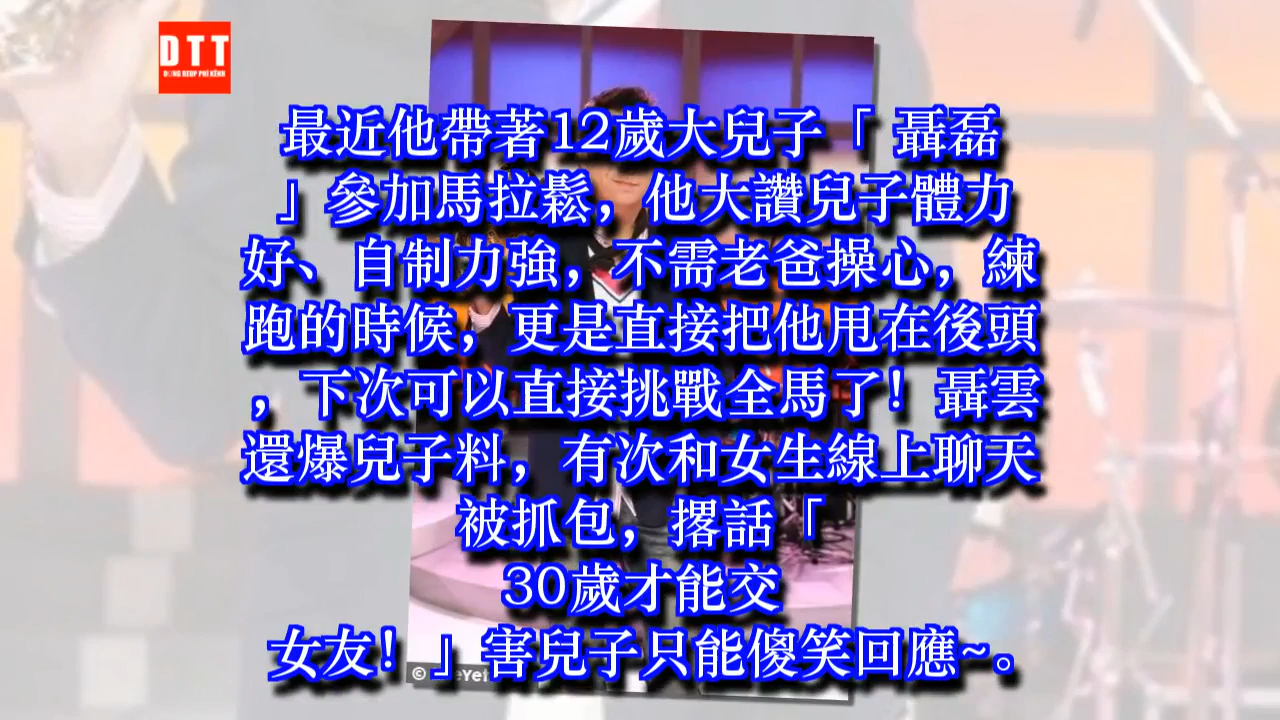 DTT
最近他帶著12歲大兒子「 聶磊
」參加馬拉鬆，他大讚兒子體力
好、自制力強，不需老爸操心，練
跑的時候，更是直接把他甩在後頭
，下次可以直接挑戰全馬了！聶雲
還爆兒子料，有次和女生線上聊天
被抓包，撂話「
30歲才能交
女友！」害兒子只能傻笑回應~。